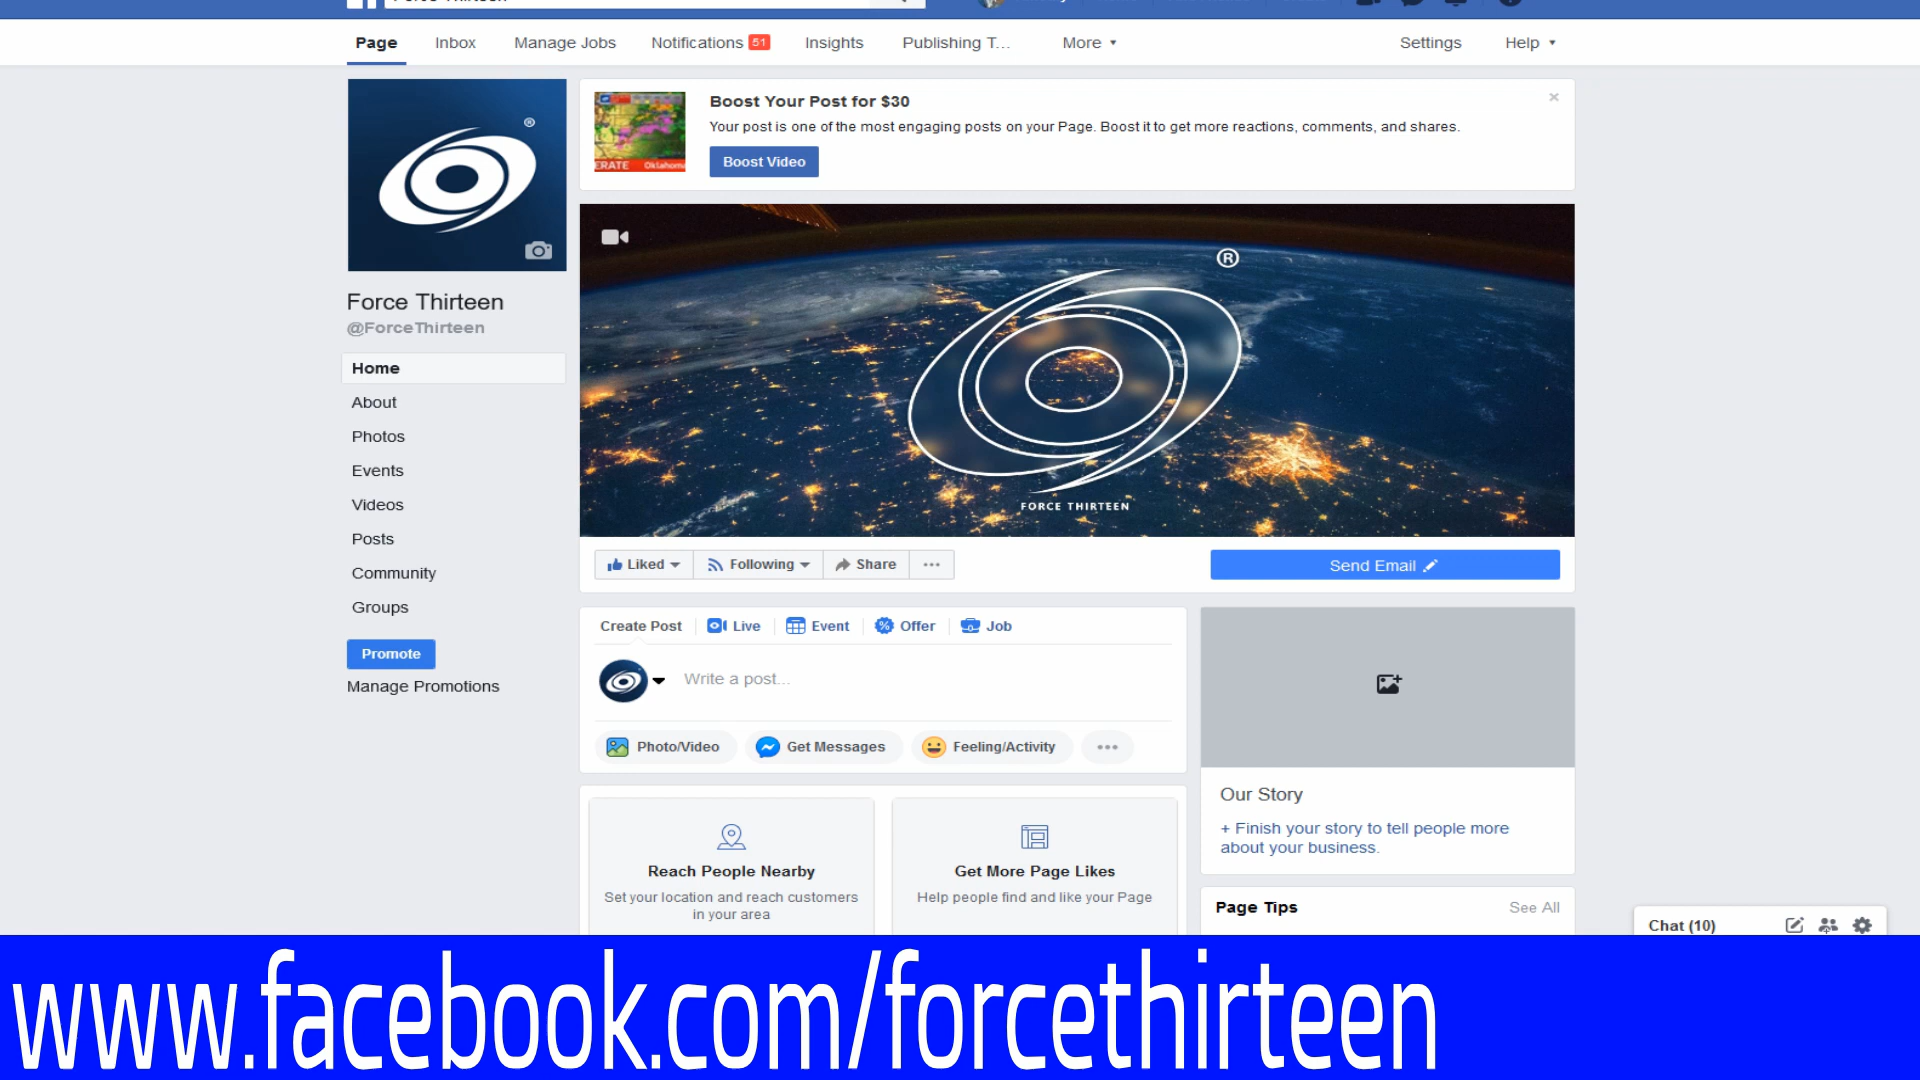 Page Inbox Manage Jobs Notifications 51 Insights Publishing T... More Settings Help
Boost Your Post for $30
Your post is one of the most engaging posts on your Page. Boost it to get more reactions, comments, and shares.
ERATE Oklahoma
Boost Video
®
®
FORCE THIRTEEN
Force Thirteen
@ForceThirteen
Home
About
Photos
Events
Videos
Posts
Community
Groups
Promote
Manage Promotions
Liked Following Share ... Send Email
Create Post Live Event Offer Job
Write a post...
Photo/Video Get Messages Feeling/Activity ...
Reach People Nearby
Set your location and reach customers
in your area
Get More Page Likes
Help people find and like your Page
Our Story
+ Finish your story to tell people more
about your business.
Page Tips See All
Chat (10)
www.facebook.com/forcethirteen